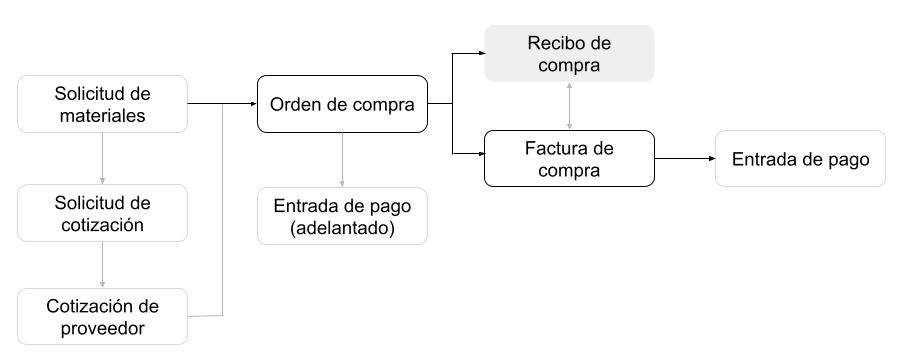 Solicitud de
materiales
Solicitud de
cotización
Cotización de
proveedor
Orden de compra
Entrada de pago
(adelantado)
Recibo de
compra
Factura de
compra
Entrada de pago